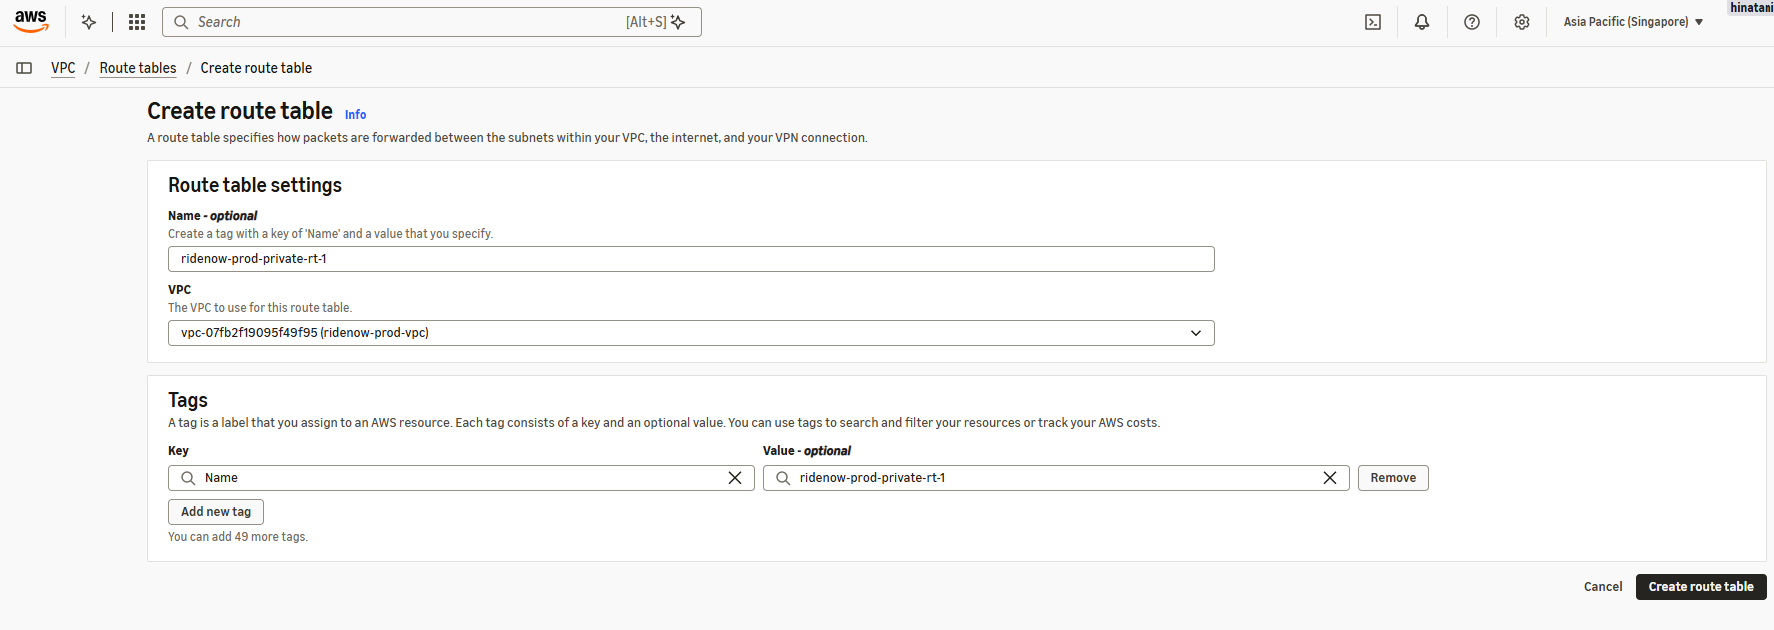 aws
Search [Alt+S]
Asia Pacific (Singapore)
hinatani
VPC / Route tables / Create route table
Create route table Info
A route table specifies how packets are forwarded between the subnets within your VPC, the internet, and your VPN connection.
Route table settings
Name - optional
Create a tag with a key of 'Name' and a value that you specify.
ridenow-prod-private-rt-1
VPC
The VPC to use for this route table.
vpc-07fb2f19095f49f95 (ridenow-prod-vpc)
Tags
A tag is a label that you assign to an AWS resource. Each tag consists of a key and an optional value. You can use tags to search and filter your resources or track your AWS costs.
Key Value - optional
Name ridenow-prod-private-rt-1 Remove
Add new tag
You can add 49 more tags.
Cancel Create route table